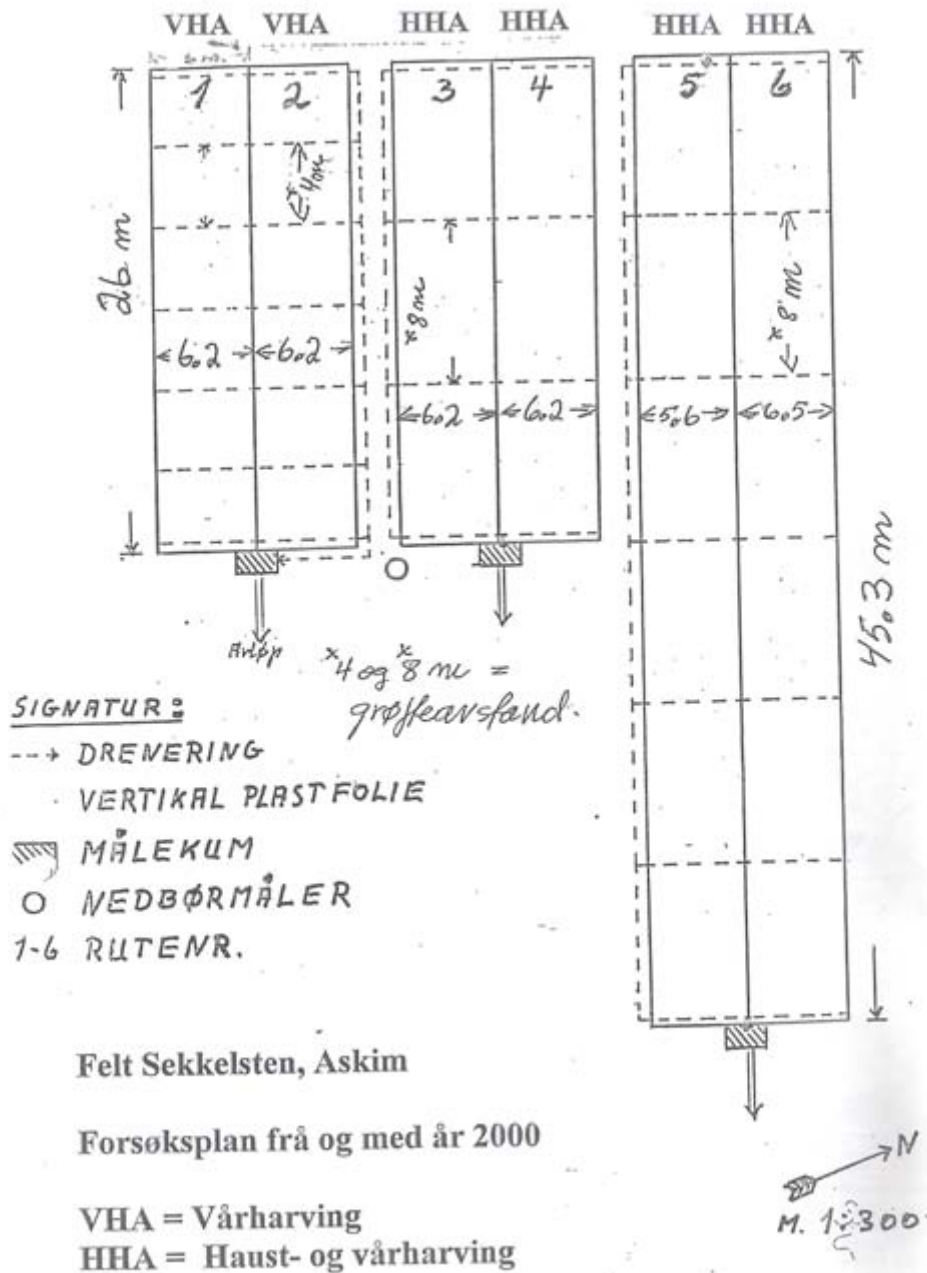 VHA VHA HHA HHA HHA HHA
1 2 3 4 5 6
*4m
26 m
*8m
*8m
6.2 6.2
6.2 6.2
5.6 6.5
45.3 m
Avløp
*4 og *8 m =
grøfteavstand.
SIGNATUR:
DRENERING
VERTIKAL PLASTFOLIE
MÅLEKUM
NEDBØRMÅLER
1-6 RUTENR.
Felt Sekkelsten, Askim
Forsøksplan frå og med år 2000
N
M. 1:300
VHA = Vårharving
HHA = Haust- og vårharving